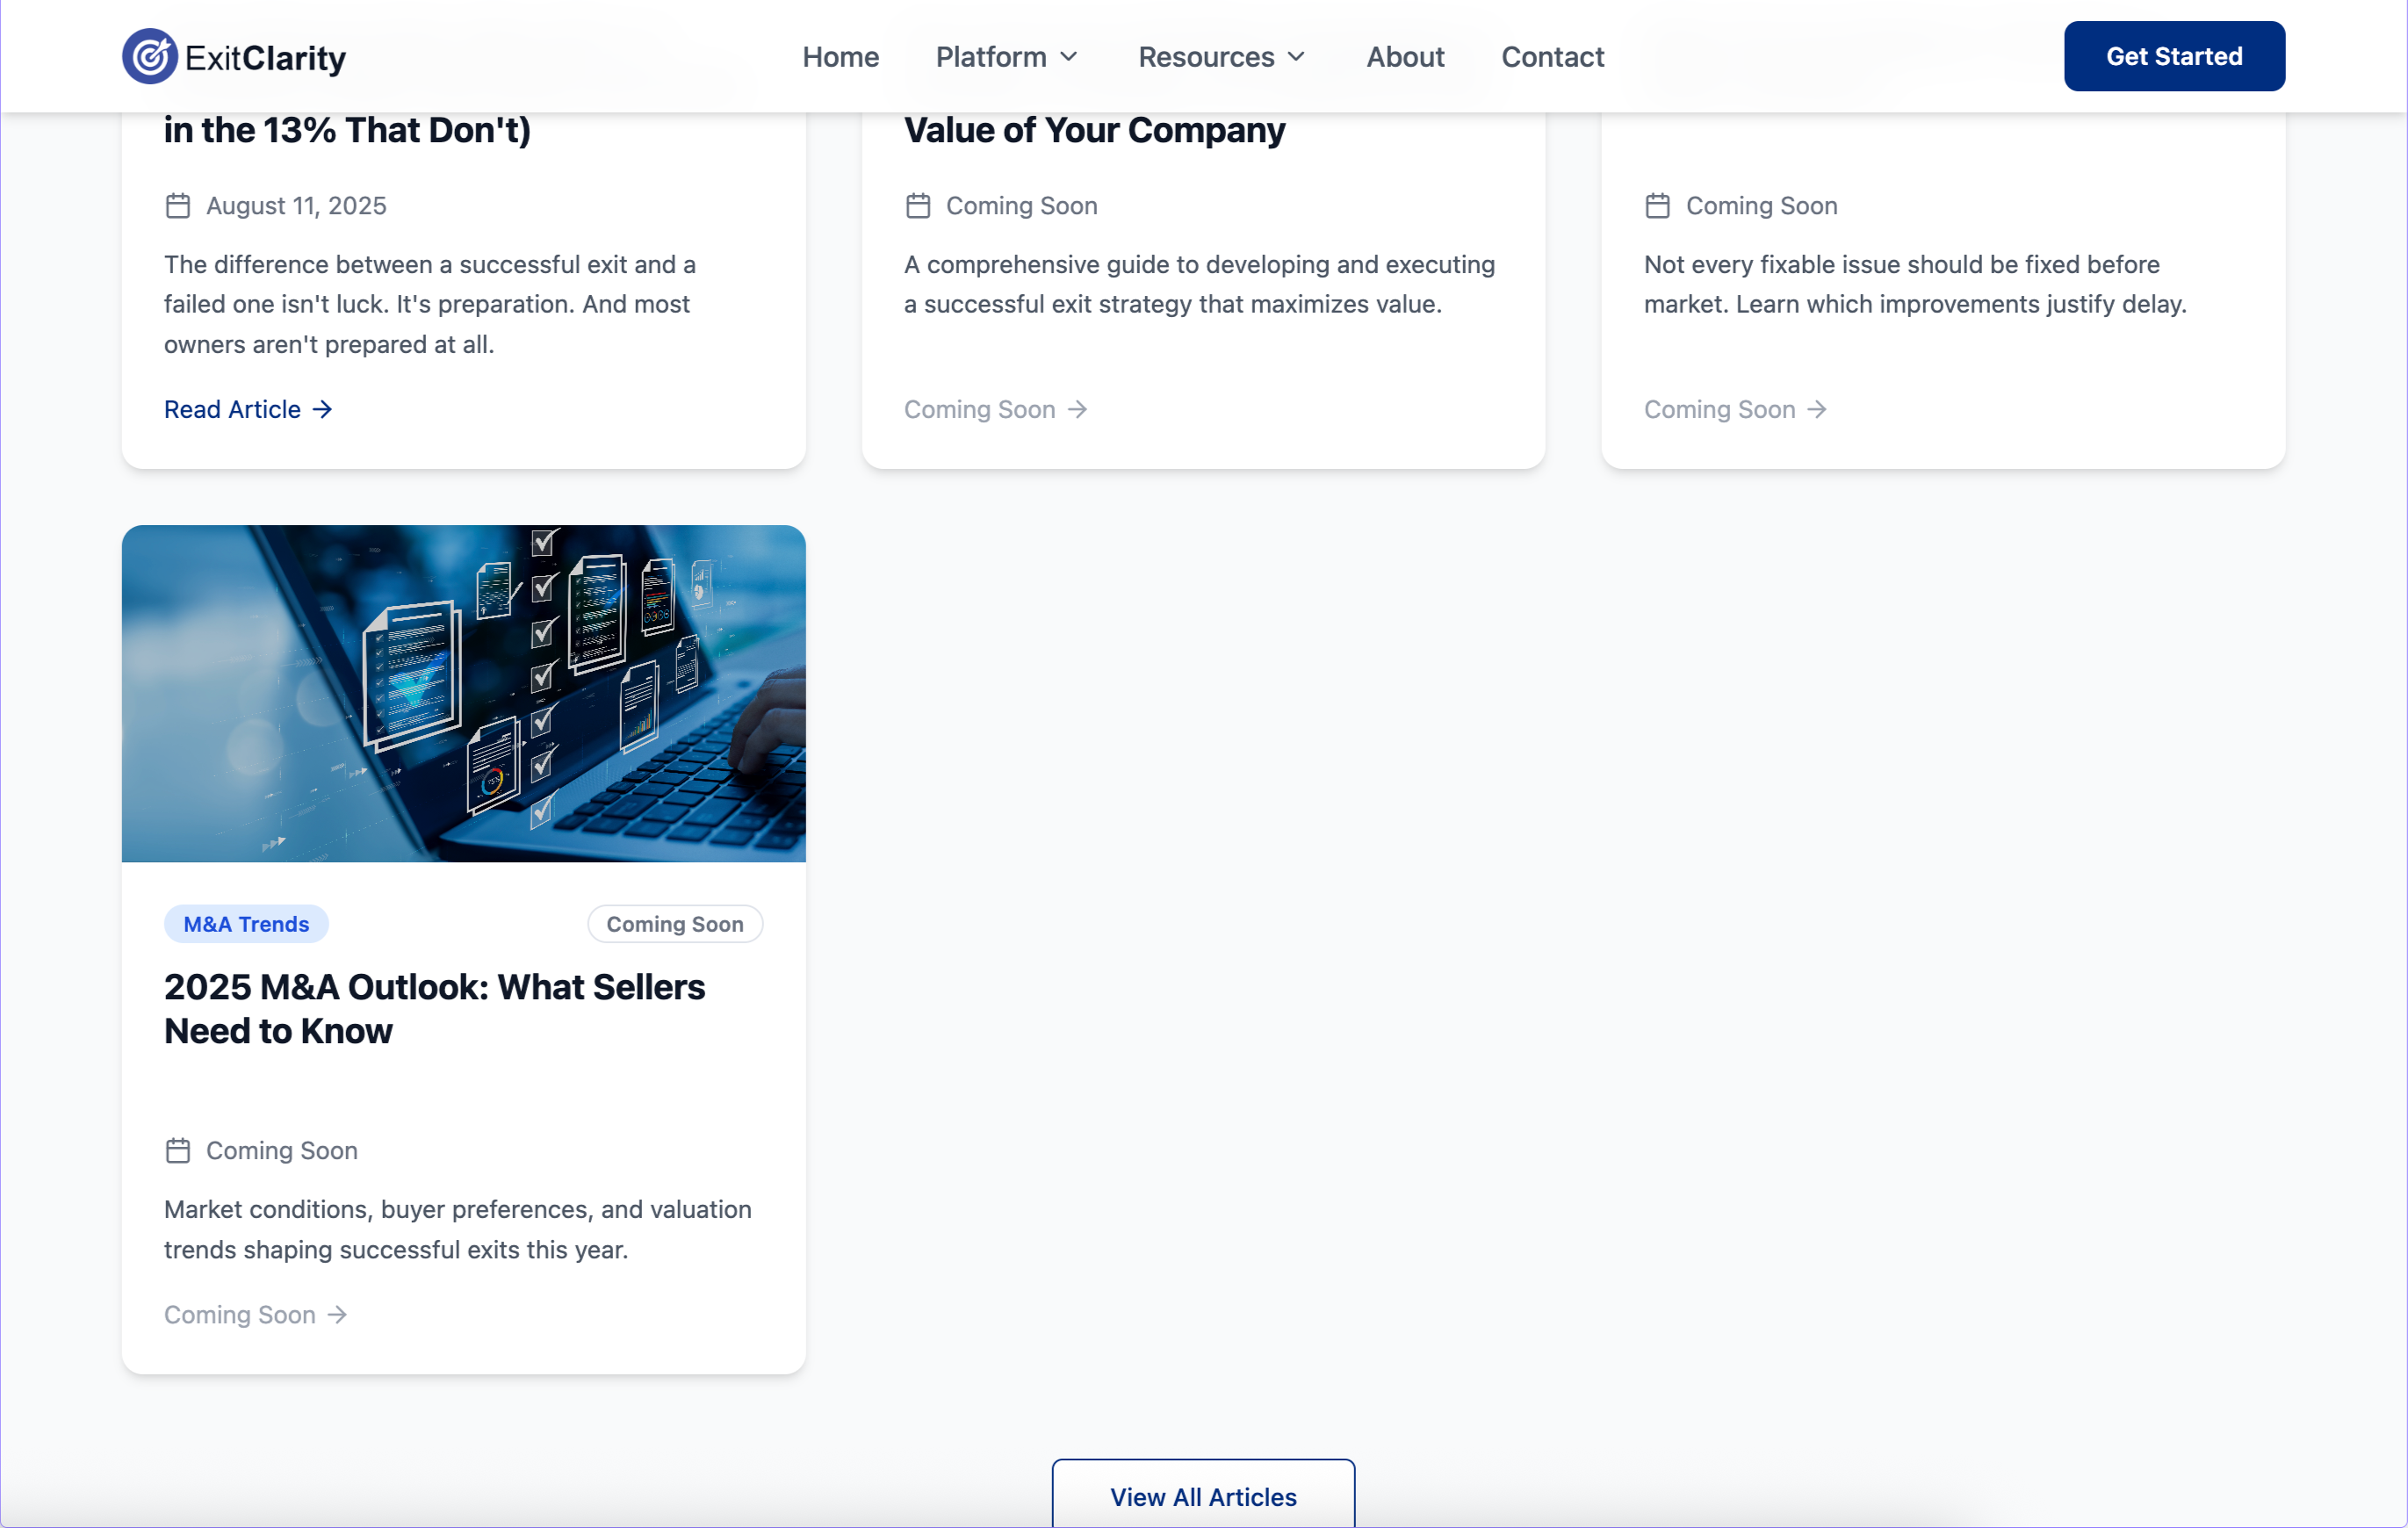 ExitClarity
Home
Platform
Resources
About
Contact
Get Started
in the 13% That Don't)
August 11, 2025
The difference between a successful exit and a
failed one isn't luck. It's preparation. And most
owners aren't prepared at all.
Read Article →
Value of Your Company
Coming Soon
A comprehensive guide to developing and executing
a successful exit strategy that maximizes value.
Coming Soon →
Coming Soon
Not every fixable issue should be fixed before
market. Learn which improvements justify delay.
Coming Soon →
M&A Trends
Coming Soon
2025 M&A Outlook: What Sellers
Need to Know
Coming Soon
Market conditions, buyer preferences, and valuation
trends shaping successful exits this year.
Coming Soon →
View All Articles